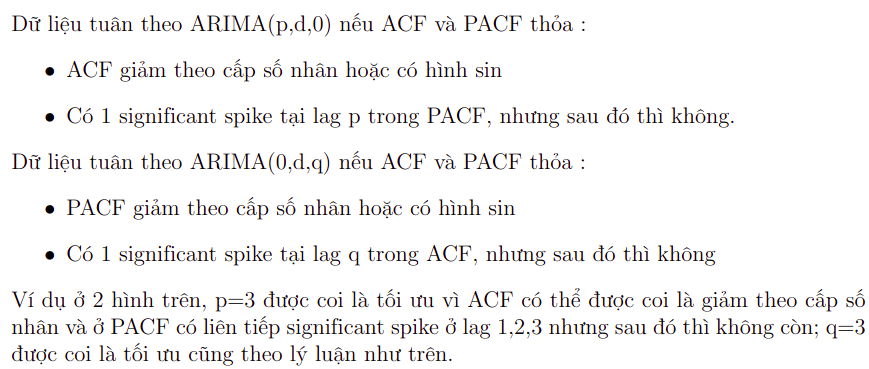 Dữ liệu tuân theo ARIMA(p,d,0) nếu ACF và PACF thỏa :
• ACF giảm theo cấp số nhân hoặc có hình sin
• Có 1 significant spike tại lag p trong PACF, nhưng sau đó thì không.
Dữ liệu tuân theo ARIMA(0,d,q) nếu ACF và PACF thỏa :
• PACF giảm theo cấp số nhân hoặc có hình sin
• Có 1 significant spike tại lag q trong ACF, nhưng sau đó thì không
Ví dụ ở 2 hình trên, p=3 được coi là tối ưu vì ACF có thể được coi là giảm theo cấp số
nhân và ở PACF có liên tiếp significant spike ở lag 1,2,3 nhưng sau đó thì không còn; q=3
được coi là tối ưu cũng theo lý luận như trên.